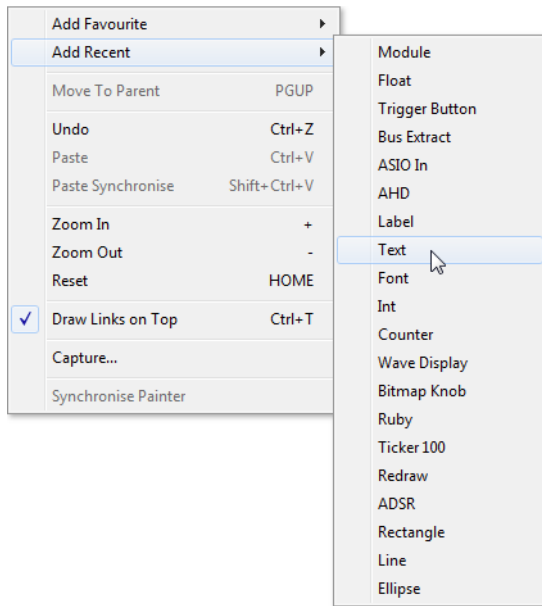 Add Favourite
Add Recent
Move To Parent PGUP
Undo Ctrl+Z
Paste Ctrl+V
Paste Synchronise Shift+Ctrl+V
Zoom In +
Zoom Out -
Reset HOME
Draw Links on Top Ctrl+T
Capture...
Synchronise Painter
Module
Float
Trigger Button
Bus Extract
ASIO In
AHD
Label
Text
Font
Int
Counter
Wave Display
Bitmap Knob
Ruby
Ticker 100
Redraw
ADSR
Rectangle
Line
Ellipse